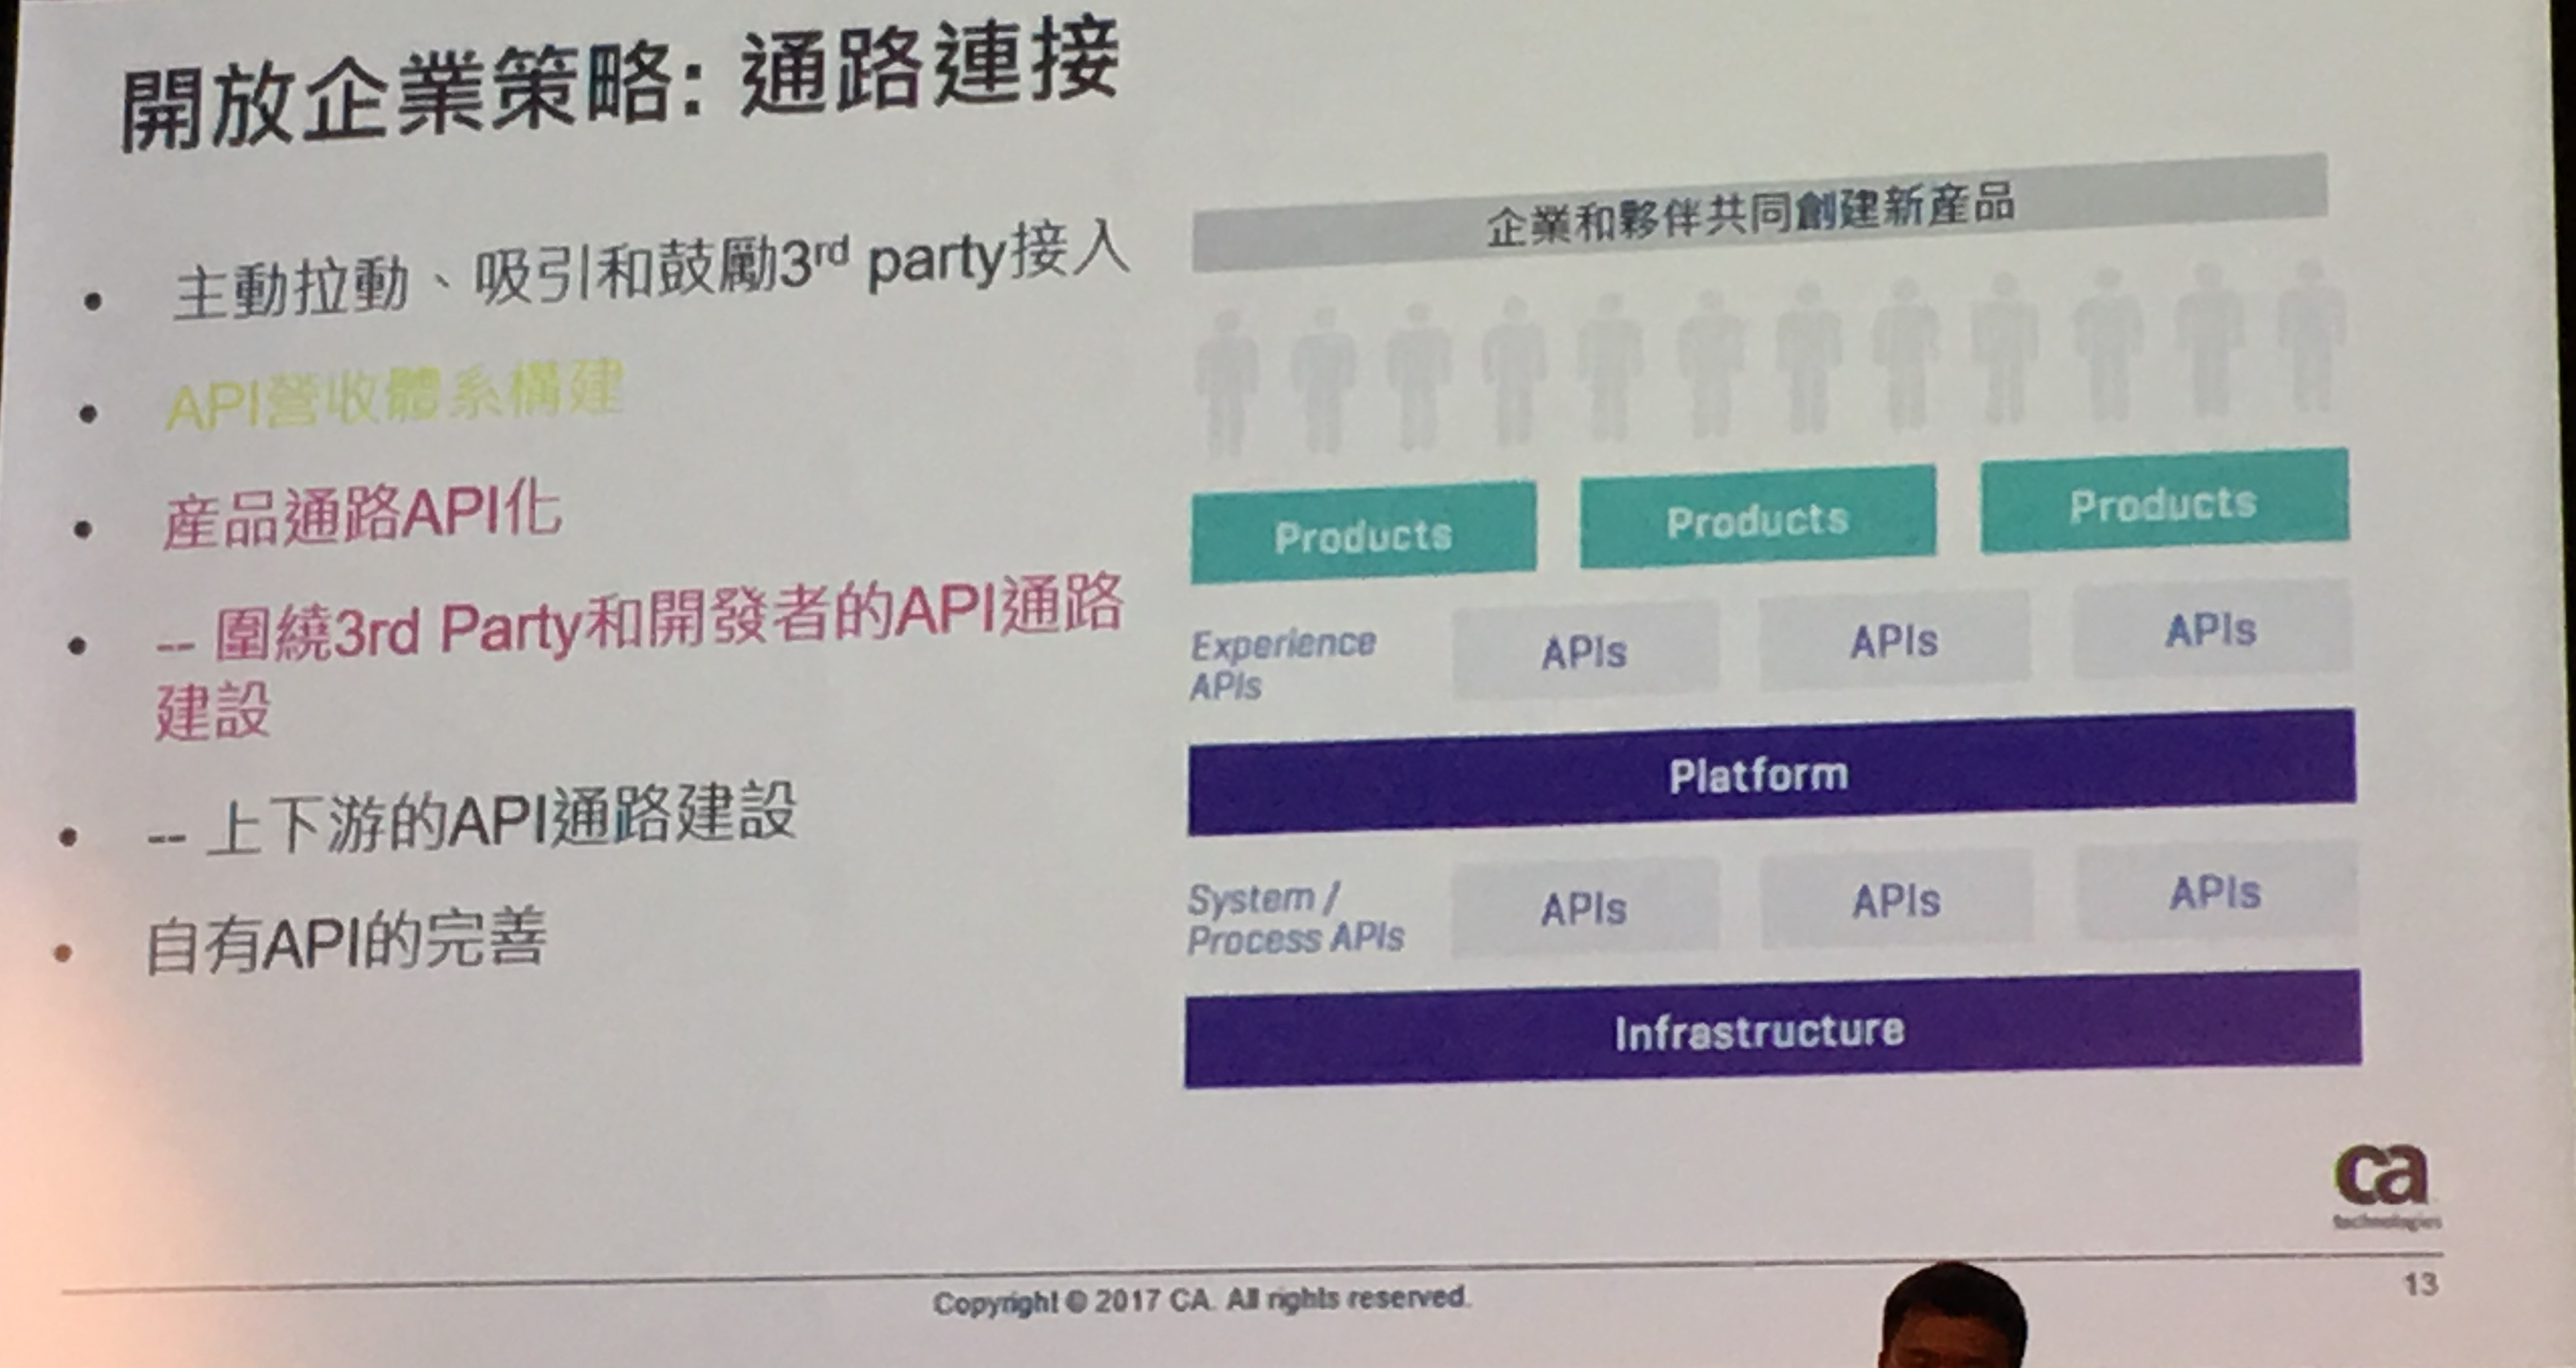 開放企業策略: 通路連接
• 主動拉動、吸引和鼓勵3rd party接入
• API營收體系構建
• 産品通路API化
• -- 圍繞3rd Party和開發者的API通路
建設
• -- 上下游的API通路建設
• 自有API的完善
企業和夥伴共同創建新産品
Products Products Products
Experience
APIs
APIs APIs APIs
Platform
System /
Process APIs
APIs APIs APIs
Infrastructure
ca
technologies
Copyright © 2017 CA. All rights reserved.
13